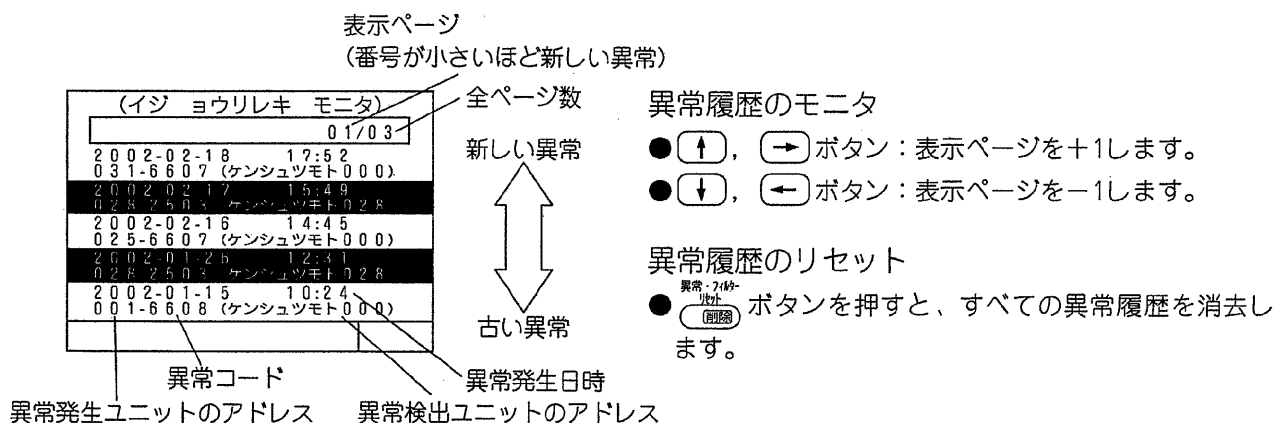 表示ページ
(番号が小さいほど新しい異常)
(イジョウリレキ モニタ)
01/03
全ページ数
2002-02-18 17:52
031-6607 (ケンシュツモト000)
2002-02-17 15:49
028-2503 ケンシュツモト028
2002-02-16 14:45
025-6607 (ケンシュツモト000)
2002-01-26 12:31
028-2503 ケンシュツモト028
2002-01-15 10:24
001-6608 (ケンシュツモト000)
新しい異常
古い異常
異常コード
異常発生日時
異常発生ユニットのアドレス
異常検出ユニットのアドレス
異常履歴のモニタ
●↑, →ボタン:表示ページを+1します。
●↓, ←ボタン:表示ページを-1します。
異常履歴のリセット
異常・フィルター
リセット
●削除 ボタンを押すと、すべての異常履歴を消去し
ます。